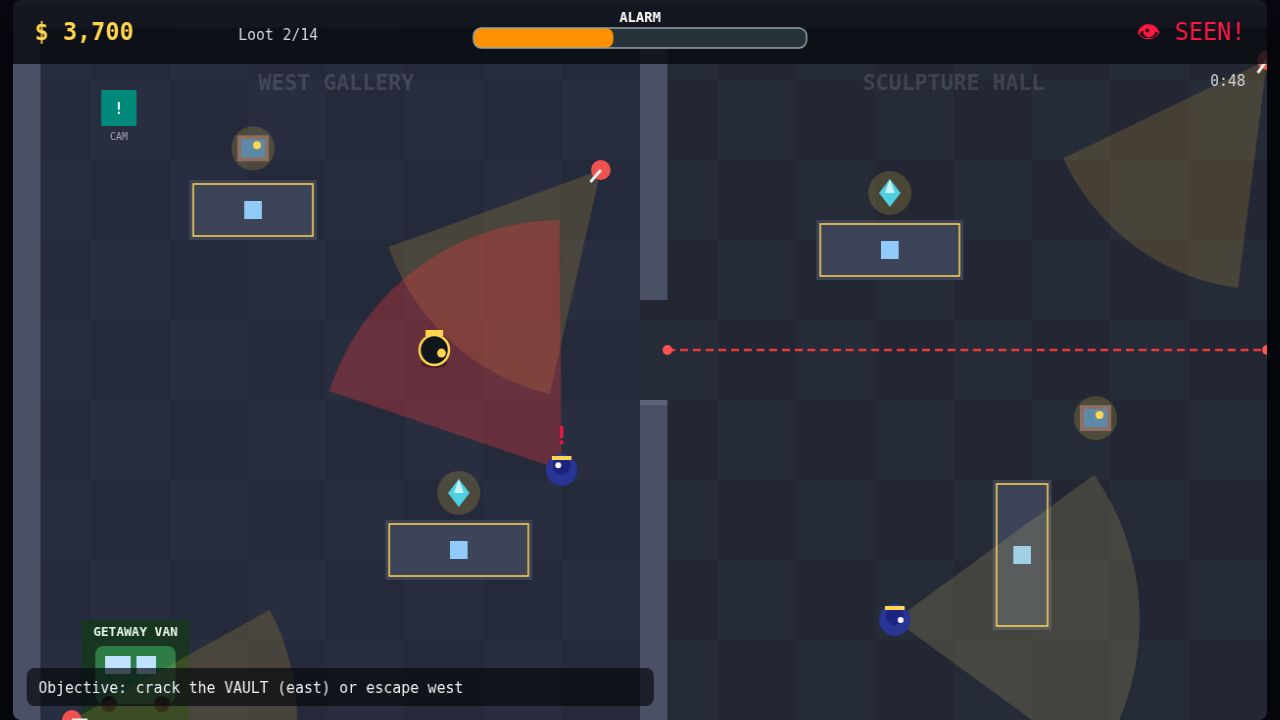 $ 3,700
Loot 2/14
ALARM
SEEN!
WEST GALLERY
SCULPTURE HALL
0:48
!
CAM
!
GETAWAY VAN
Objective: crack the VAULT (east) or escape west